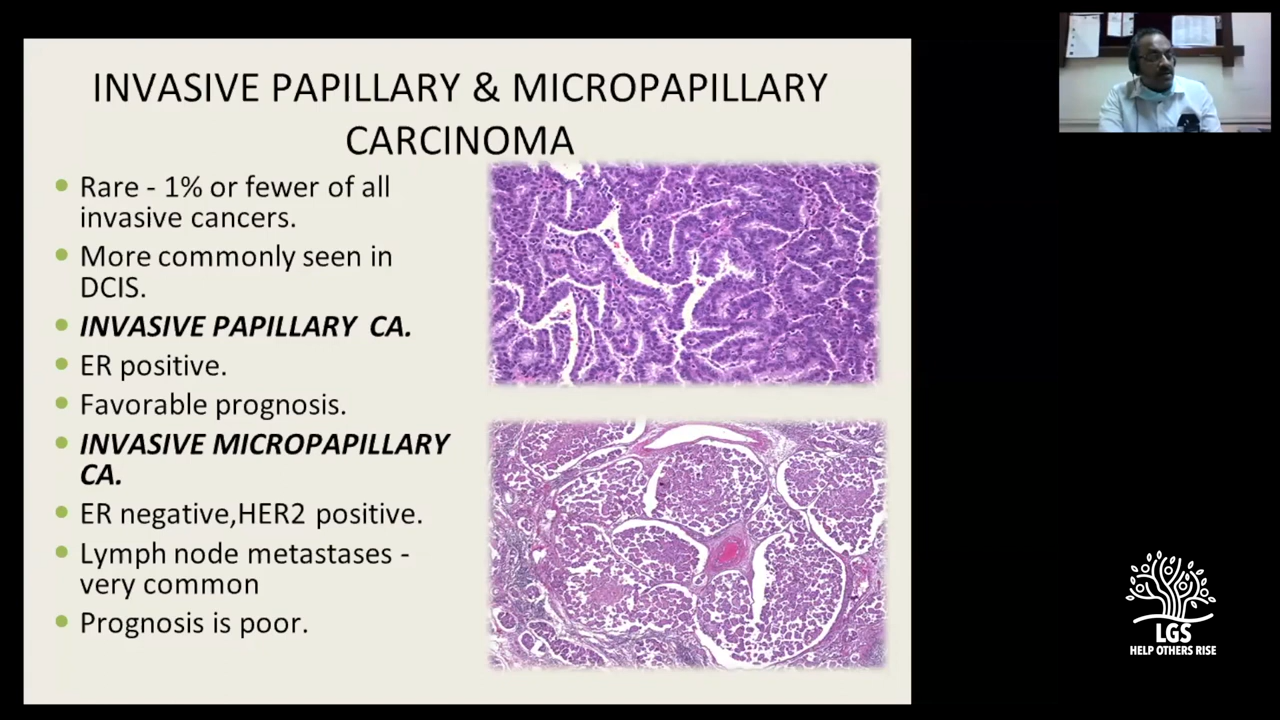 INVASIVE PAPILLARY & MICROPAPILLARY
CARCINOMA
Rare - 1% or fewer of all
invasive cancers.
More commonly seen in
DCIS.
INVASIVE PAPILLARY CA.
ER positive.
Favorable prognosis.
INVASIVE MICROPAPILLARY
CA.
ER negative,HER2 positive.
Lymph node metastases -
very common
Prognosis is poor.
LGS
HELP OTHERS RISE